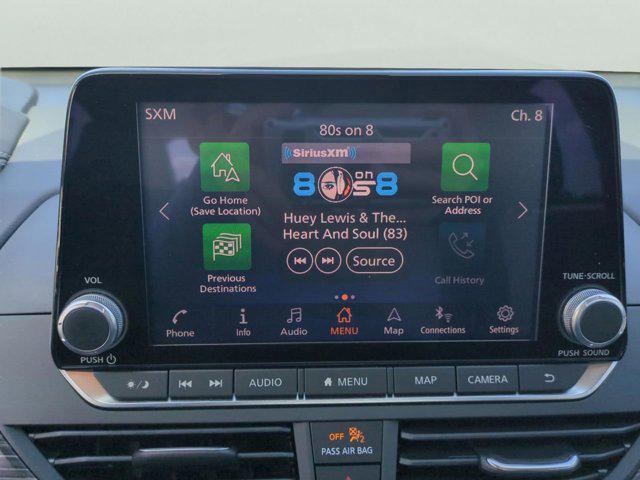 SXM
Ch. 8
80s on 8
SiriusXM
80s on 8
Go Home
(Save Location)
Search POI or
Address
Huey Lewis & The...
Heart And Soul (83)
Source
Previous
Destinations
Call History
VOL
TUNE·SCROLL
Phone
Info
Audio
MENU
Map
Connections
Settings
PUSH
PUSH SOUND
AUDIO
MENU
MAP
CAMERA
OFF 2
PASS AIR BAG